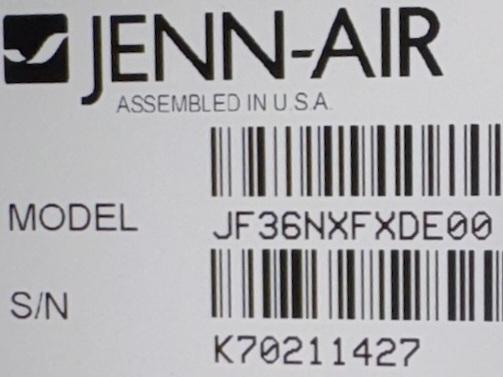 JENN-AIR
ASSEMBLED IN U.S.A.
MODEL JF36NXFXDE00
S/N K70211427